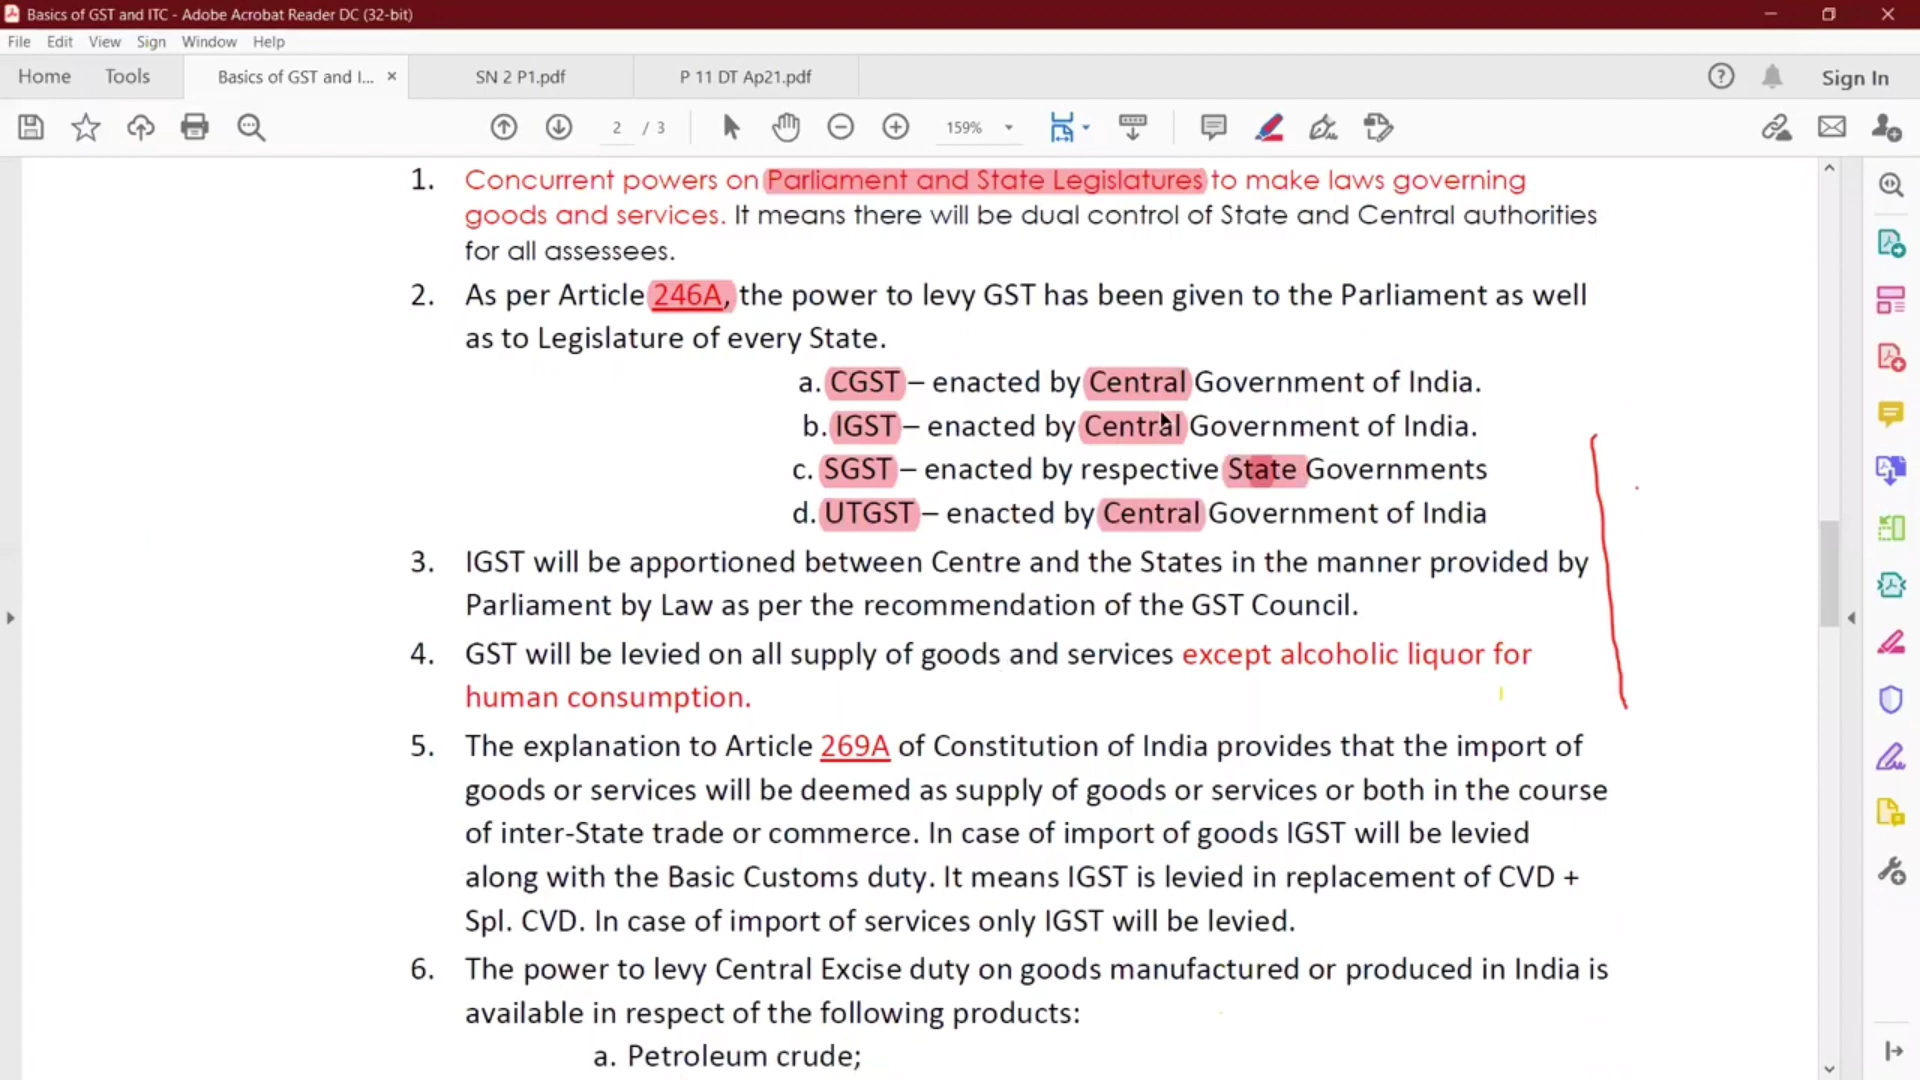 Basics of GST and ITC - Adobe Acrobat Reader DC (32-bit)
File Edit View Sign Window Help
Home Tools Basics of GST and I... × SN 2 P1.pdf P 11 DT Ap21.pdf Sign In
2 / 3 159%
1. Concurrent powers on Parliament and State Legislatures to make laws governing
goods and services. It means there will be dual control of State and Central authorities
for all assessees.
2. As per Article 246A, the power to levy GST has been given to the Parliament as well
as to Legislature of every State.
a. CGST – enacted by Central Government of India.
b. IGST – enacted by Central Government of India.
c. SGST – enacted by respective State Governments
d. UTGST – enacted by Central Government of India
3. IGST will be apportioned between Centre and the States in the manner provided by
Parliament by Law as per the recommendation of the GST Council.
4. GST will be levied on all supply of goods and services except alcoholic liquor for
human consumption.
5. The explanation to Article 269A of Constitution of India provides that the import of
goods or services will be deemed as supply of goods or services or both in the course
of inter-State trade or commerce. In case of import of goods IGST will be levied
along with the Basic Customs duty. It means IGST is levied in replacement of CVD +
Spl. CVD. In case of import of services only IGST will be levied.
6. The power to levy Central Excise duty on goods manufactured or produced in India is
available in respect of the following products:
a. Petroleum crude;